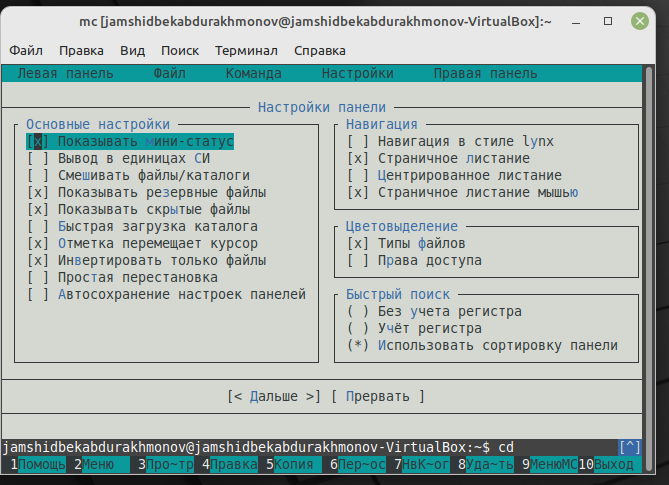 mc [jamshidbekabdurakhmonov@jamshidbekabdurakhmonov-VirtualBox]:~
Файл Правка Вид Поиск Терминал Справка
Левая панель Файл Команда Настройки Правая панель
Настройки панели
Основные настройки
[x] Показывать мини-статус
[ ] Вывод в единицах СИ
[ ] Смешивать файлы/каталоги
[x] Показывать резервные файлы
[x] Показывать скрытые файлы
[ ] Быстрая загрузка каталога
[x] Отметка перемещает курсор
[x] Инвертировать только файлы
[ ] Простая перестановка
[ ] Автосохранение настроек панелей
Навигация
[ ] Навигация в стиле lynx
[x] Страничное листание
[ ] Центрированное листание
[x] Страничное листание мышью
Цветовыделение
[x] Типы файлов
[ ] Права доступа
Быстрый поиск
( ) Без учета регистра
( ) Учёт регистра
(*) Использовать сортировку панели
[< Дальше >] [ Прервать ]
jamshidbekabdurakhmonov@jamshidbekabdurakhmonov-VirtualBox:~$ cd [^]
1Помощь 2Меню 3Про~тр 4Правка 5Копия 6Пер~ос 7НвК~ог 8Уда~ть 9МенюМС 10Выход